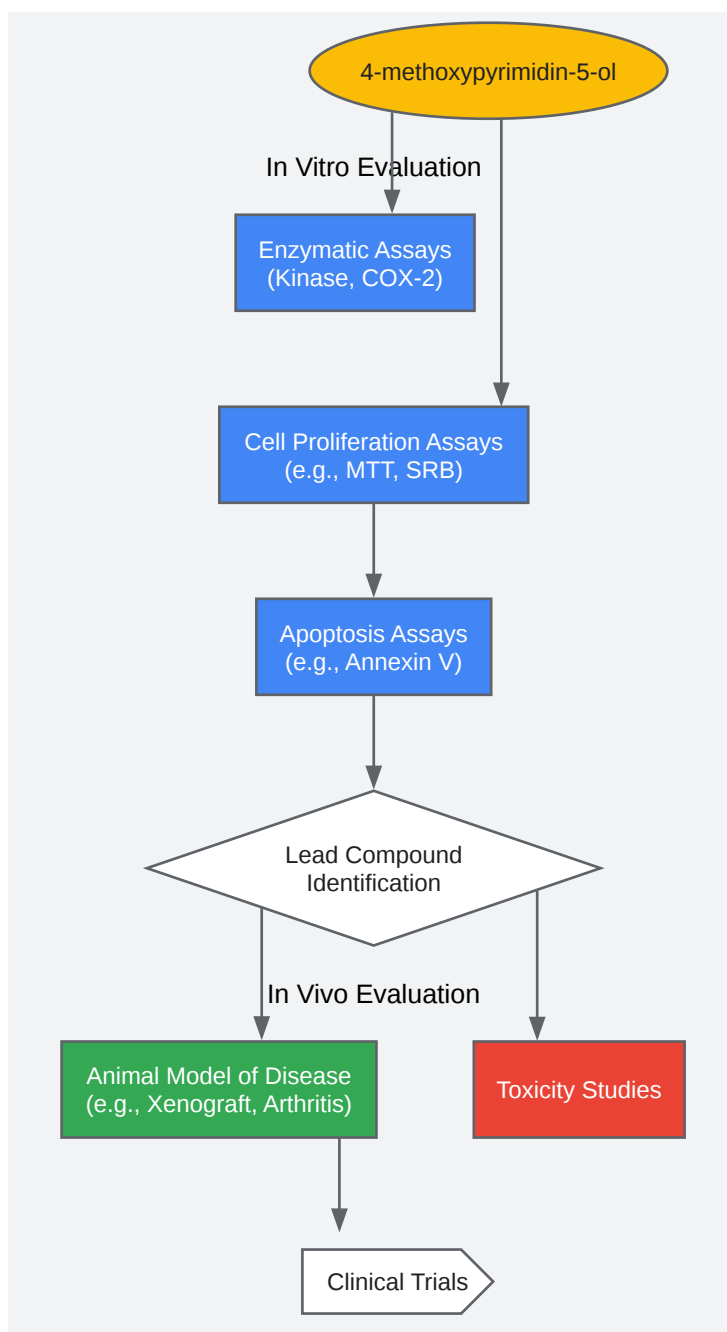 4-methoxypyrimidin-5-ol
In Vitro Evaluation
Enzymatic Assays
(Kinase, COX-2)
Cell Proliferation Assays
(e.g., MTT, SRB)
Apoptosis Assays
(e.g., Annexin V)
Lead Compound
Identification
In Vivo Evaluation
Animal Model of Disease
(e.g., Xenograft, Arthritis)
Toxicity Studies
Clinical Trials